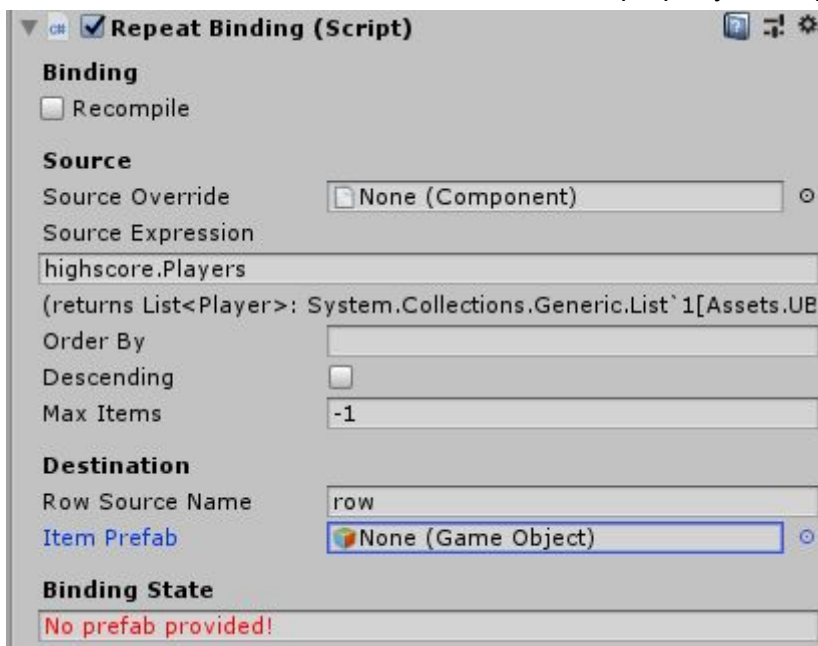 Repeat Binding (Script)
Binding
Recompile
Source
Source Override None (Component)
Source Expression
highscore.Players
(returns List<Player>: System.Collections.Generic.List`1[Assets.UB
Order By
Descending
Max Items -1
Destination
Row Source Name row
Item Prefab None (Game Object)
Binding State
No prefab provided!